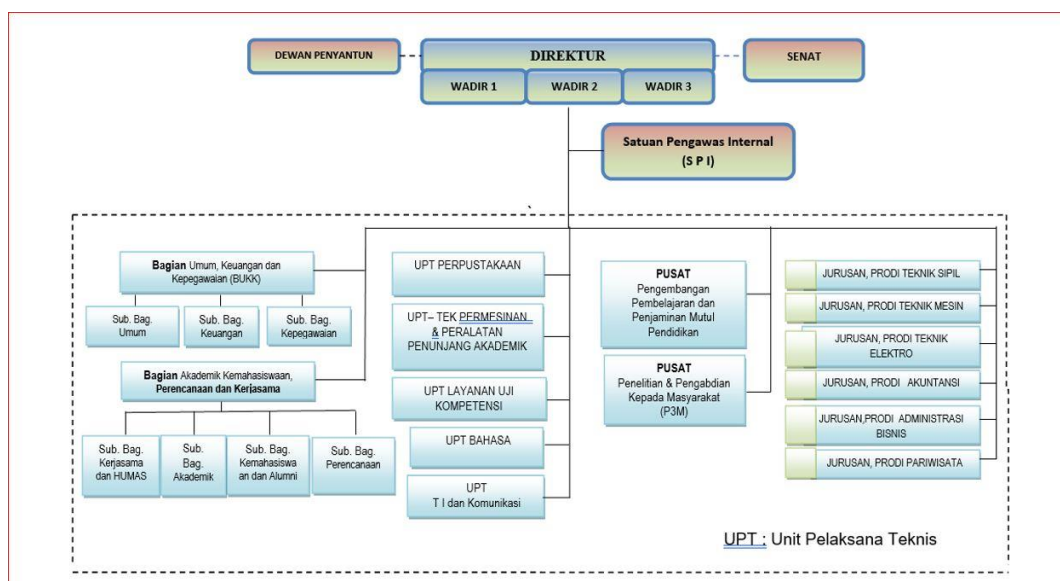 DEWAN PENYANTUN
DIREKTUR
SENAT
WADIR 1
WADIR 2
WADIR 3
Satuan Pengawas Internal
(S P I)
Bagian Umum, Keuangan dan
Kepegawaian (BUKK)
Sub. Bag.
Umum
Sub. Bag.
Keuangan
Sub. Bag.
Kepegawaian
Bagian Akademik Kemahasiswaan,
Perencanaan dan Kerjasama
Sub. Bag.
Kerjasama
dan HUMAS
Sub.
Bag.
Akademik
Sub. Bag.
Kemahasiswa
an dan Alumni
Sub. Bag.
Perencanaan
UPT PERPUSTAKAAN
UPT– TEK PERMESINAN
& PERALATAN
PENUNJANG AKADEMIK
UPT LAYANAN UJI
KOMPETENSI
UPT BAHASA
UPT
T I dan Komunikasi
PUSAT
Pengembangan
Pembelajaran dan
Penjaminan Mutul
Pendidikan
PUSAT
Penelitian & Pengabdian
Kepada Masyarakat
(P3M)
JURUSAN, PRODI TEKNIK SIPIL
JURUSAN, PRODI TEKNIK MESIN
JURUSAN, PRODI TEKNIK
ELEKTRO
JURUSAN, PRODI AKUNTANSI
JURUSAN,PRODI ADMINISTRASI
BISNIS
JURUSAN, PRODI PARIWISATA
UPT : Unit Pelaksana Teknis